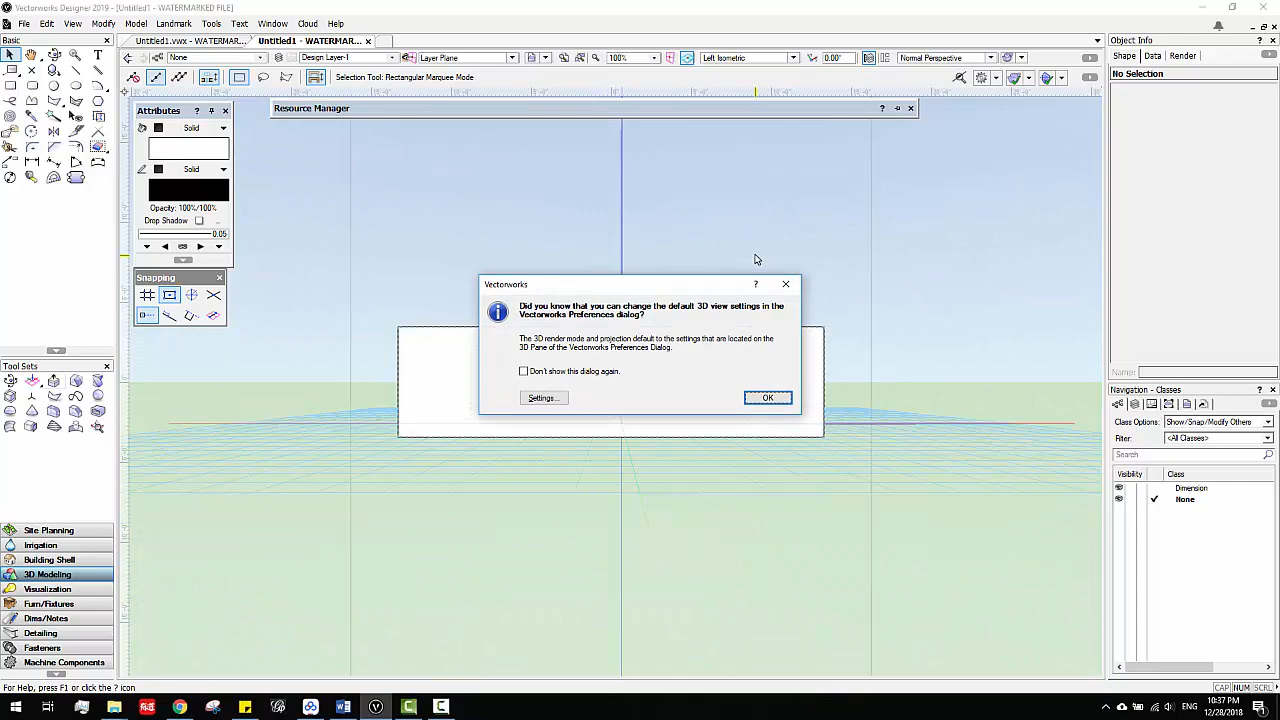 Vectorworks Designer 2019 - [Untitled1 - WATERMARKED FILE]
File Edit View Modify Model Landmark Tools Text Window Cloud Help
Basic
Untitled1.vwx - WATERMAR...
Untitled1 - WATERMARK...
None
Design Layer-1
Layer Plane
100%
Left Isometric
0.00°
Normal Perspective
Selection Tool: Rectangular Marquee Mode
Object Info
Shape Data Render
No Selection
Name:
Attributes
Solid
Solid
Opacity: 100%/100%
Drop Shadow
0.05
Resource Manager
Snapping
Tool Sets
Site Planning
Irrigation
Building Shell
3D Modeling
Visualization
Furn/Fixtures
Dims/Notes
Detailing
Fasteners
Machine Components
Vectorworks
Did you know that you can change the default 3D view settings in the
Vectorworks Preferences dialog?
The 3D render mode and projection default to the settings that are located on the
3D Pane of the Vectorworks Preferences Dialog.
Don't show this dialog again.
Settings...
OK
Navigation - Classes
Class Options: Show/Snap/Modify Others
Filter: <All Classes>
Search
Visibility Class
Dimension
None
For Help, press F1 or click the ? icon
CAP NUM SCRL
ENG
10:37 PM
12/28/2018